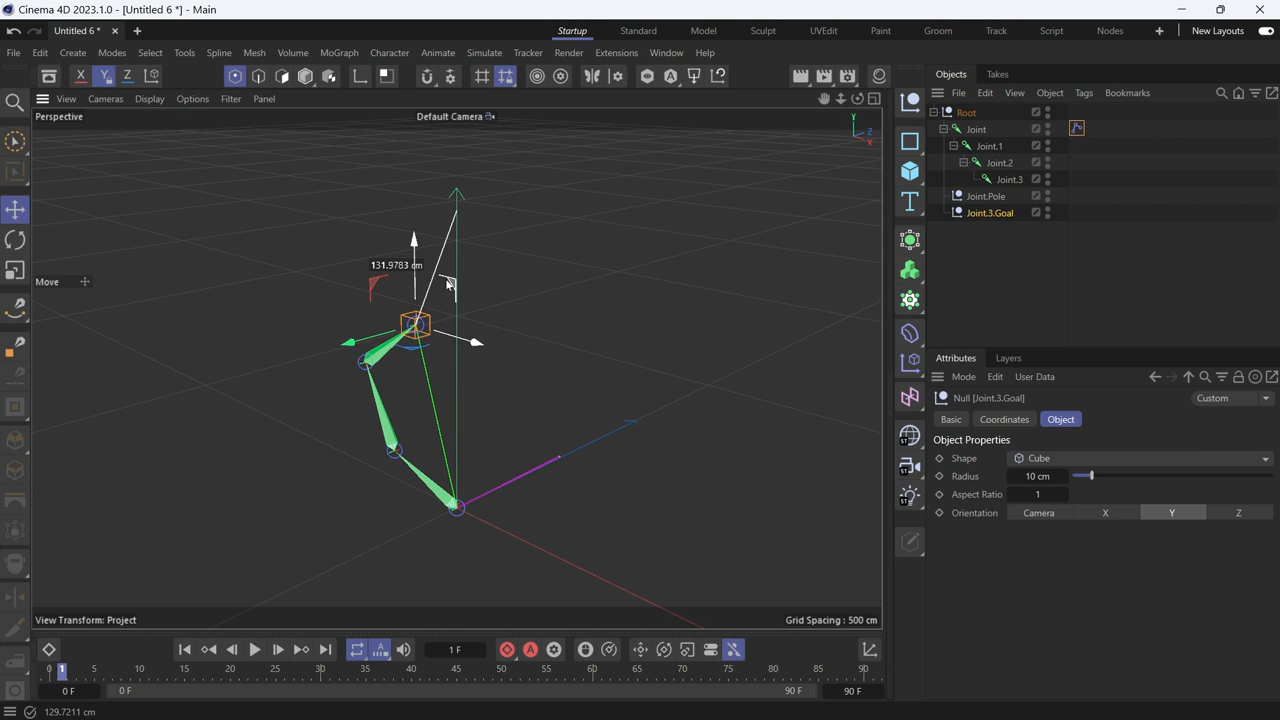 Cinema 4D 2023.1.0 - [Untitled 6 *] - Main
Untitled 6 *
Startup Standard Model Sculpt UVEdit Paint Groom Track Script Nodes New Layouts
File Edit Create Modes Select Tools Spline Mesh Volume MoGraph Character Animate Simulate Tracker Render Extensions Window Help
X Y Z
Objects Takes
View Cameras Display Options Filter Panel
File Edit View Object Tags Bookmarks
Perspective
Default Camera
Y
Z
X
Root
Joint
Joint.1
Joint.2
Joint.3
Joint.Pole
Joint.3.Goal
131.9783 cm
Move
Attributes Layers
Mode Edit User Data
Null [Joint.3.Goal]
Custom
Basic Coordinates Object
Object Properties
Shape Cube
Radius 10 cm
Aspect Ratio 1
Orientation Camera X Y Z
ST
ST
ST
View Transform: Project
Grid Spacing : 500 cm
1 F
0 1 5 10 15 20 25 30 35 40 45 50 55 60 65 70 75 80 85 90
0 F 0 F 90 F 90 F
129.7211 cm